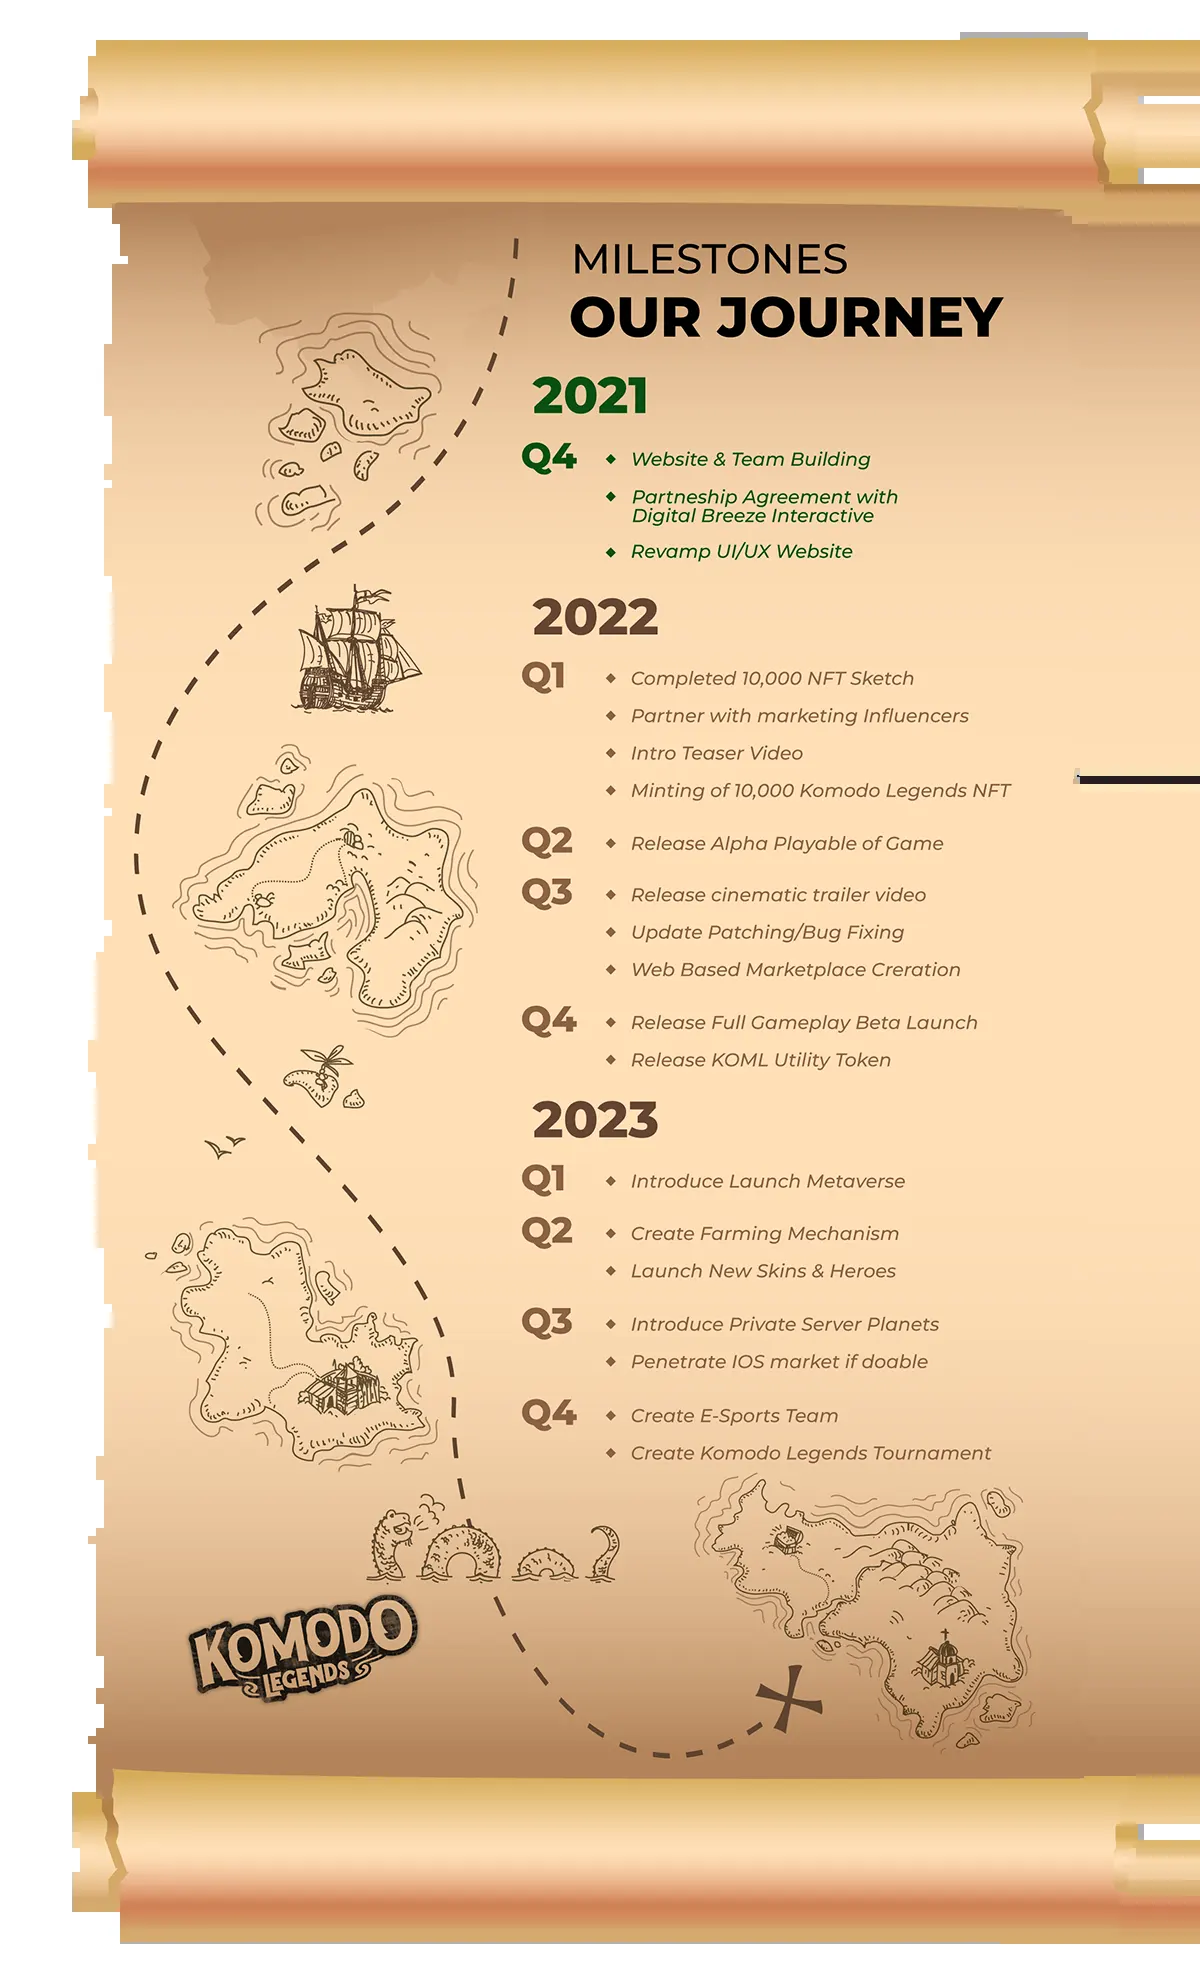 MILESTONES
OUR JOURNEY
2021
Q4
Website & Team Building
Partneship Agreement with
Digital Breeze Interactive
Revamp UI/UX Website
2022
Q1
Completed 10,000 NFT Sketch
Partner with marketing Influencers
Intro Teaser Video
Minting of 10,000 Komodo Legends NFT
Q2
Release Alpha Playable of Game
Q3
Release cinematic trailer video
Update Patching/Bug Fixing
Web Based Marketplace Creration
Q4
Release Full Gameplay Beta Launch
Release KOML Utility Token
2023
Q1
Introduce Launch Metaverse
Q2
Create Farming Mechanism
Launch New Skins & Heroes
Q3
Introduce Private Server Planets
Penetrate IOS market if doable
Q4
Create E-Sports Team
Create Komodo Legends Tournament
KOMODO
LEGENDS